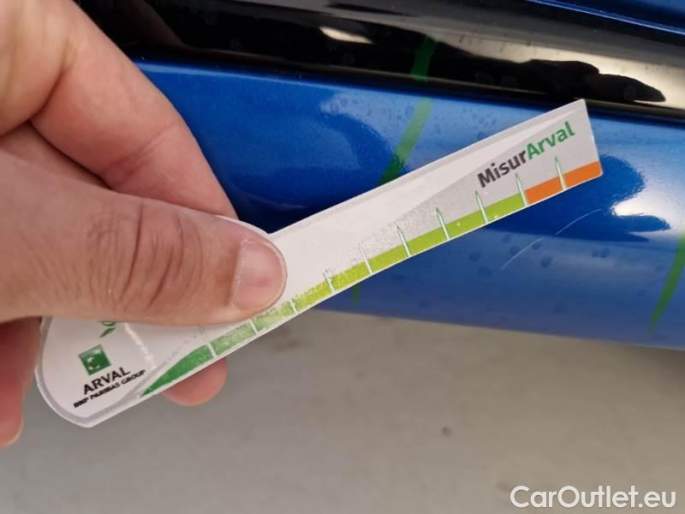 MisurArval
ARVAL
BNP PARIBAS GROUP
CarOutlet.eu